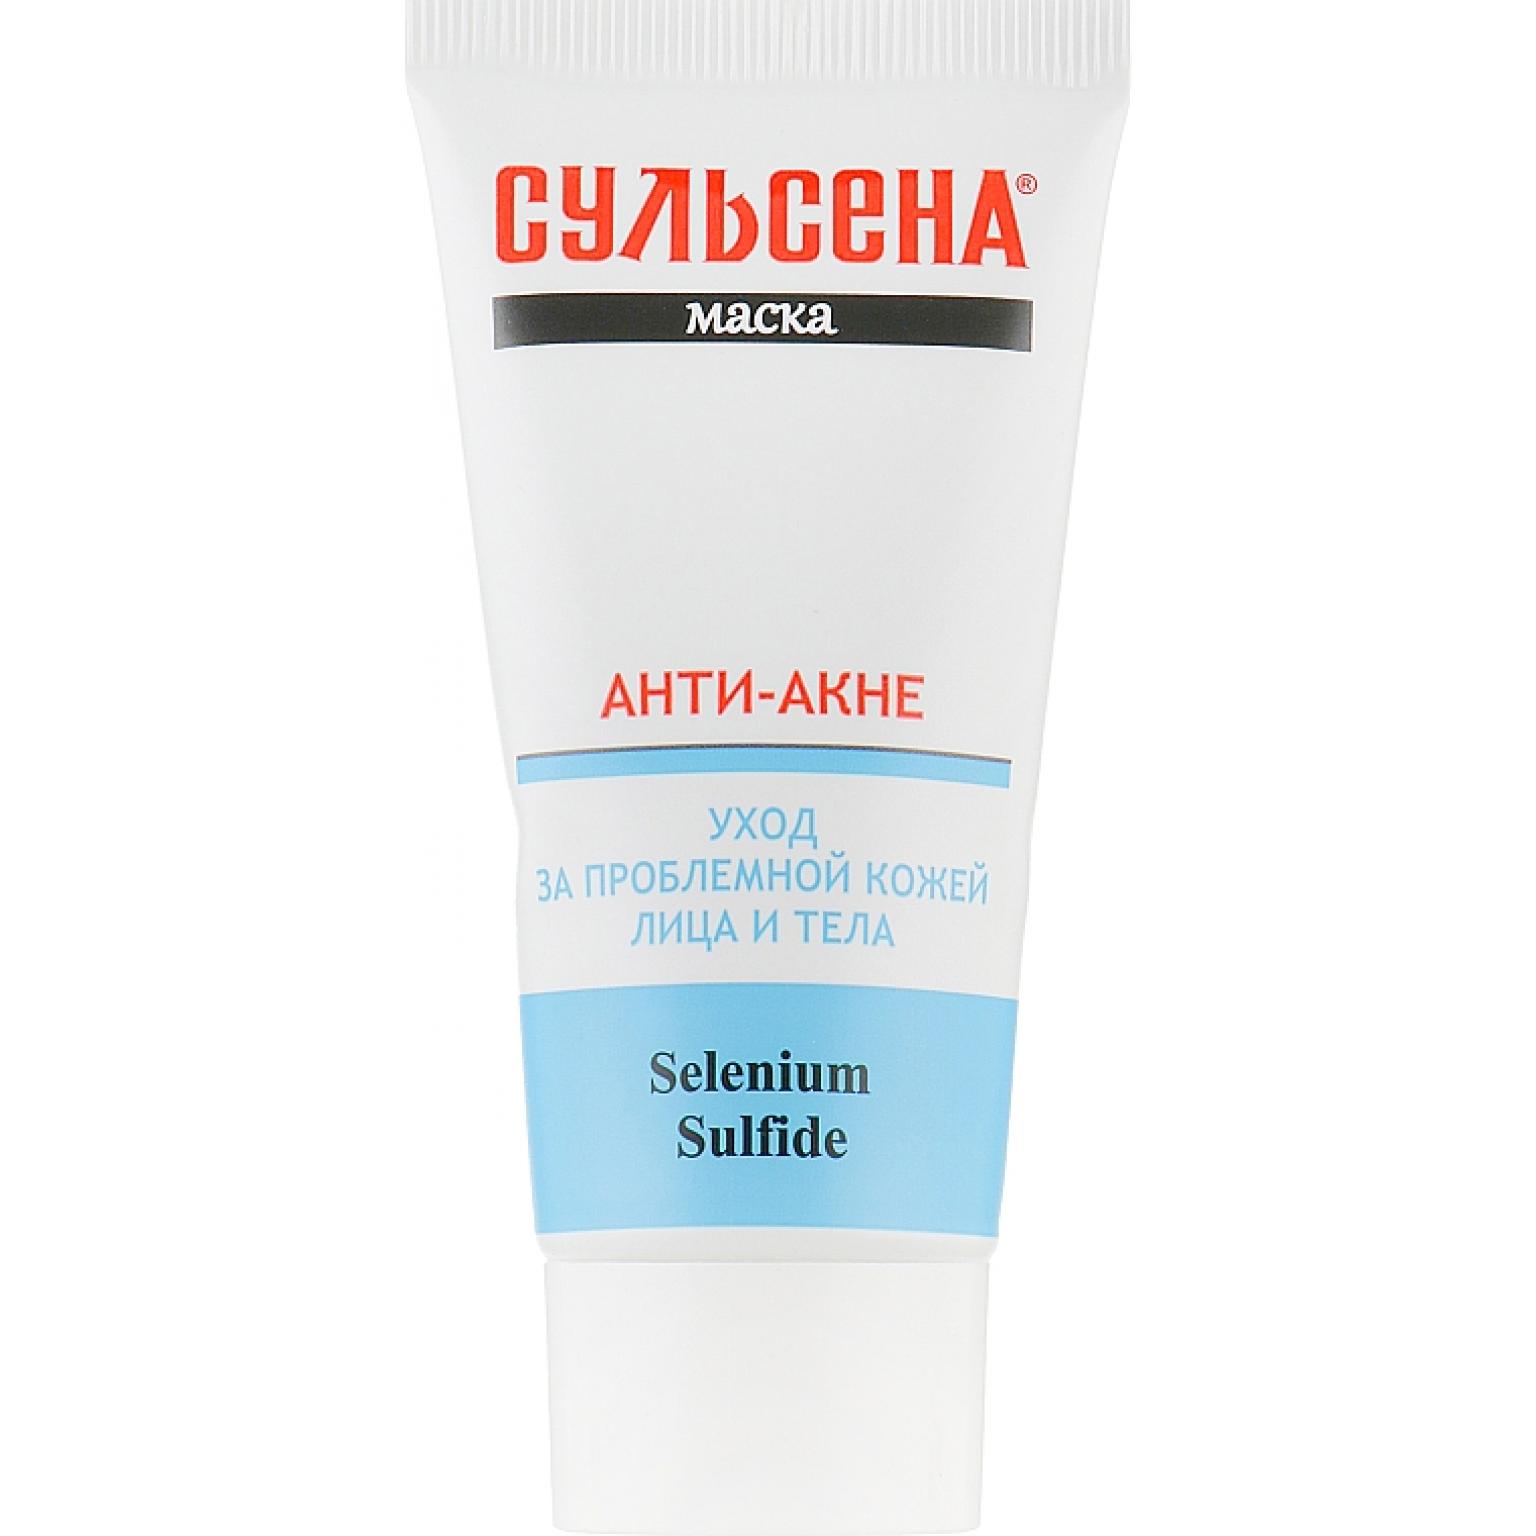 СУЛЬСЕНА®
маска
АНТИ-АКНЕ
УХОД
ЗА ПРОБЛЕМНОЙ КОЖЕЙ
ЛИЦА И ТЕЛА
Selenium
Sulfide